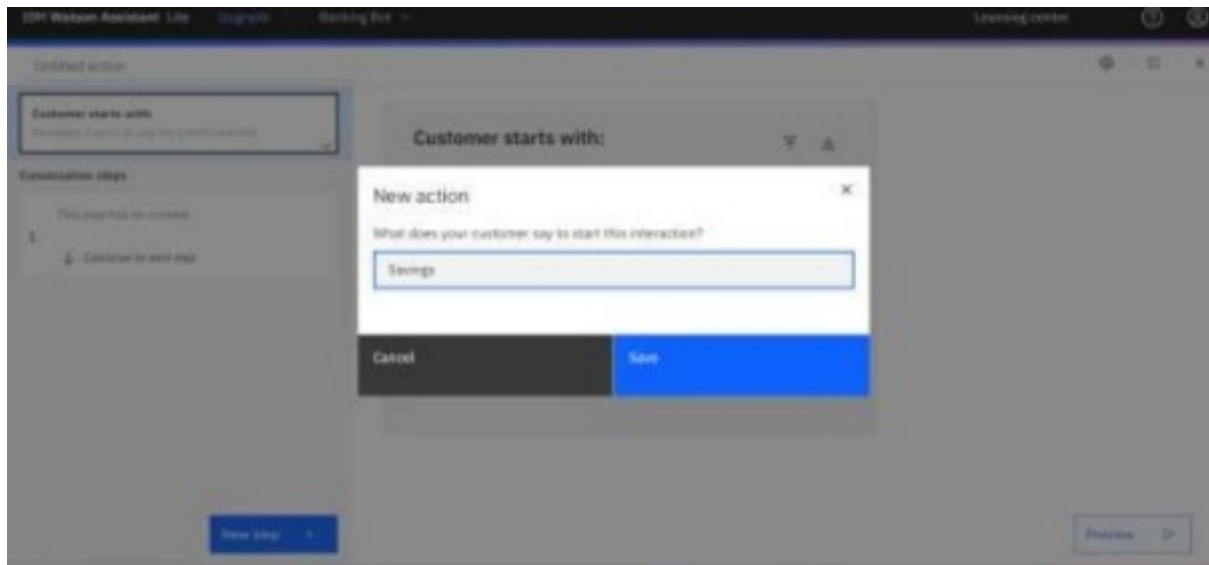 IBM Watson Assistant Lite Upgrade Banking Bot
Learning center
Untitled action
Customer starts with:
Customer starts with:
Conversation steps
This step has no content
1
Continue to next step
New action
What does your customer say to start this interaction?
Savings
Cancel
Save
New step +
Preview